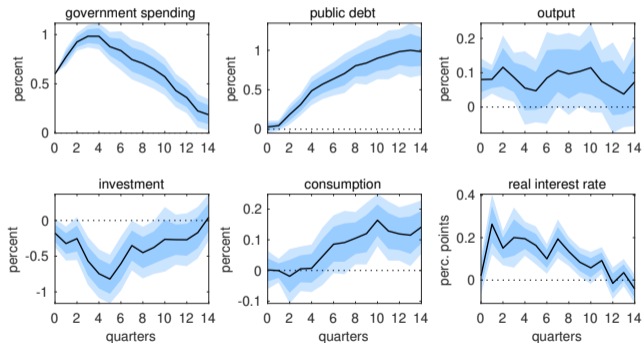 government spending
public debt
output
percent
1
0.5
0
0 2 4 6 8 10 12 14
percent
1
0.5
0
0 2 4 6 8 10 12 14
percent
0.2
0.1
0
0 2 4 6 8 10 12 14
investment
consumption
real interest rate
percent
0
-0.5
-1
0 2 4 6 8 10 12 14
quarters
percent
0.2
0.1
0
-0.1
0 2 4 6 8 10 12 14
quarters
perc. points
0.4
0.2
0
0 2 4 6 8 10 12 14
quarters